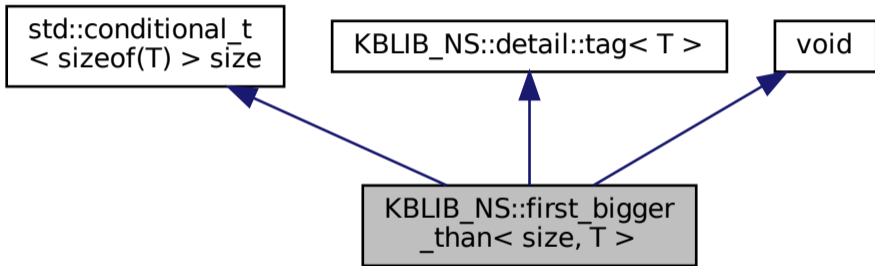 std::conditional_t
< sizeof(T) > size
KBLIB_NS::detail::tag< T >
void
KBLIB_NS::first_bigger
_than< size, T >